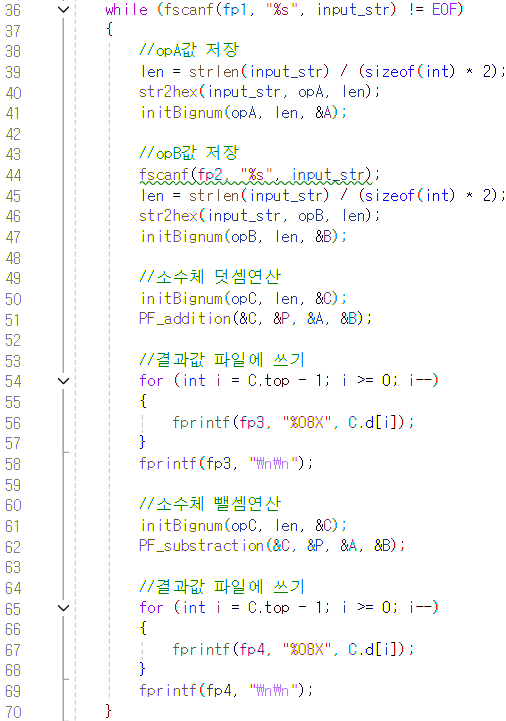 36 while (fscanf(fp1, "%s", input_str) != EOF)
37 {
38 //opA값 저장
39 len = strlen(input_str) / (sizeof(int) * 2);
40 str2hex(input_str, opA, len);
41 initBignum(opA, len, &A);
42
43 //opB값 저장
44 fscanf(fp2, "%s", input_str);
45 len = strlen(input_str) / (sizeof(int) * 2);
46 str2hex(input_str, opB, len);
47 initBignum(opB, len, &B);
48
49 //소수체 덧셈연산
50 initBignum(opC, len, &C);
51 PF_addition(&C, &P, &A, &B);
52
53 //결과값 파일에 쓰기
54 for (int i = C.top - 1; i >= 0; i--)
55 {
56 fprintf(fp3, "%08X", C.d[i]);
57 }
58 fprintf(fp3, "₩n₩n");
59
60 //소수체 뺄셈연산
61 initBignum(opC, len, &C);
62 PF_substraction(&C, &P, &A, &B);
63
64 //결과값 파일에 쓰기
65 for (int i = C.top - 1; i >= 0; i--)
66 {
67 fprintf(fp4, "%08X", C.d[i]);
68 }
69 fprintf(fp4, "₩n₩n");
70 }